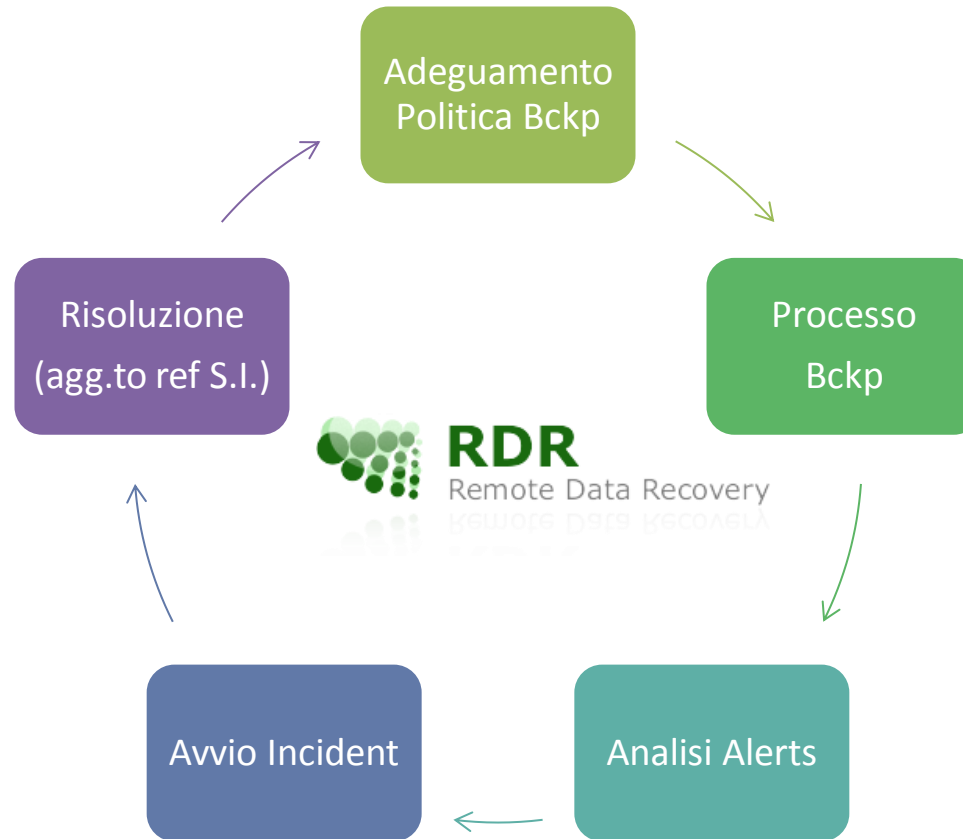 Adeguamento
Politica Bckp
Processo
Bckp
Analisi Alerts
Avvio Incident
Risoluzione
(agg.to ref S.I.)
RDR
Remote Data Recovery